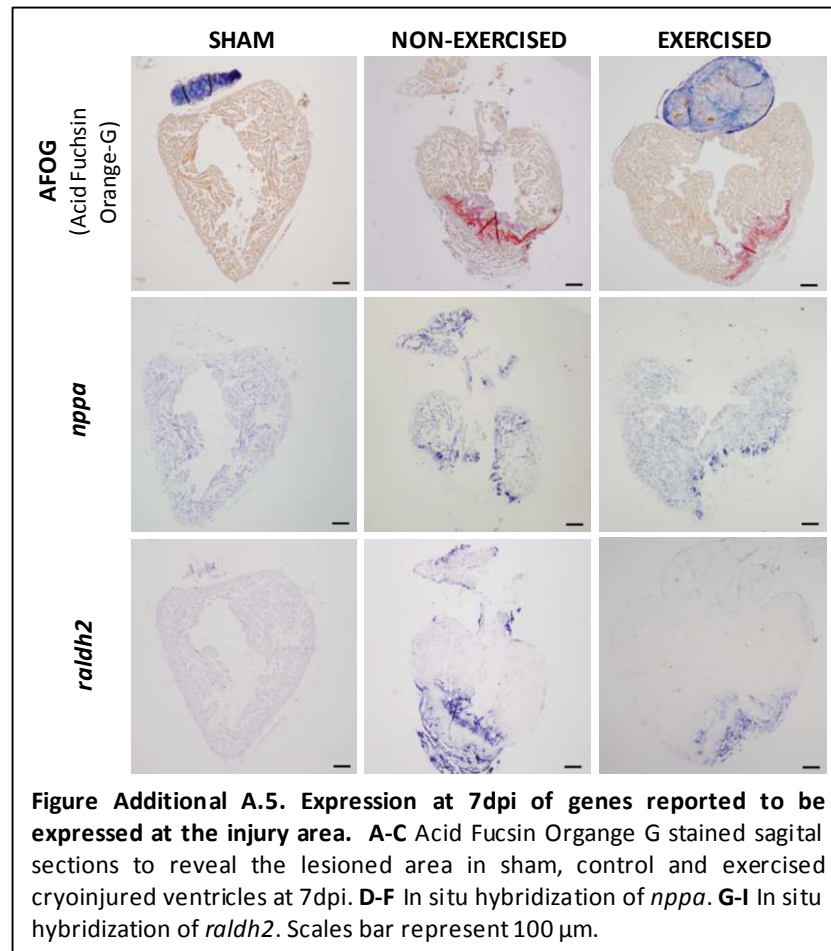 SHAM NON-EXERCISED EXERCISED
AFOG
(Acid Fuchsin
Orange-G)
nppa
raldh2
Figure Additional A.5. Expression at 7dpi of genes reported to be
expressed at the injury area. A-C Acid Fucsin Organge G stained sagital
sections to reveal the lesioned area in sham, control and exercised
cryoinjured ventricles at 7dpi. D-F In situ hybridization of nppa. G-I In situ
hybridization of raldh2. Scales bar represent 100 μm.